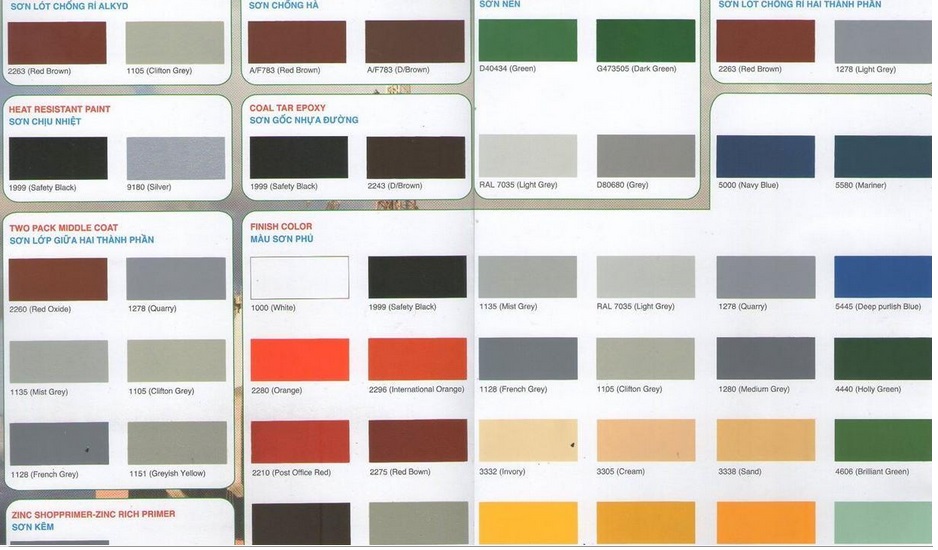 SƠN LÓT CHỐNG RỈ ALKYD
2263 (Red Brown)
1105 (Clifton Grey)
SƠN CHỐNG HÀ
A/F783 (Red Brown)
A/F783 (D/Brown)
SƠN NỀN
D40434 (Green)
G473505 (Dark Green)
RAL 7035 (Light Grey)
D80680 (Grey)
SƠN LÓT CHỐNG RỈ HAI THÀNH PHẦN
2263 (Red Brown)
1278 (Light Grey)
HEAT RESISTANT PAINT
SƠN CHỊU NHIỆT
1999 (Safety Black)
9180 (Silver)
COAL TAR EPOXY
SƠN GỐC NHỰA ĐƯỜNG
1999 (Safety Black)
2243 (D/Brown)
5000 (Navy Blue)
5580 (Mariner)
TWO PACK MIDDLE COAT
SƠN LỚP GIỮA HAI THÀNH PHẦN
2260 (Red Oxide)
1278 (Quarry)
1135 (Mist Grey)
1105 (Clifton Grey)
1128 (French Grey)
1151 (Greyish Yellow)
FINISH COLOR
MÀU SƠN PHỦ
1000 (White)
1999 (Safety Black)
1135 (Mist Grey)
RAL 7035 (Light Grey)
1278 (Quarry)
5445 (Deep purlish Blue)
2280 (Orange)
2296 (International Orange)
1128 (French Grey)
1105 (Clifton Grey)
1280 (Medium Grey)
4440 (Holly Green)
2210 (Post Office Red)
2275 (Red Bown)
3332 (Invory)
3305 (Cream)
3338 (Sand)
4606 (Brilliant Green)
ZINC SHOPPRIMER-ZINC RICH PRIMER
SƠN KẼM